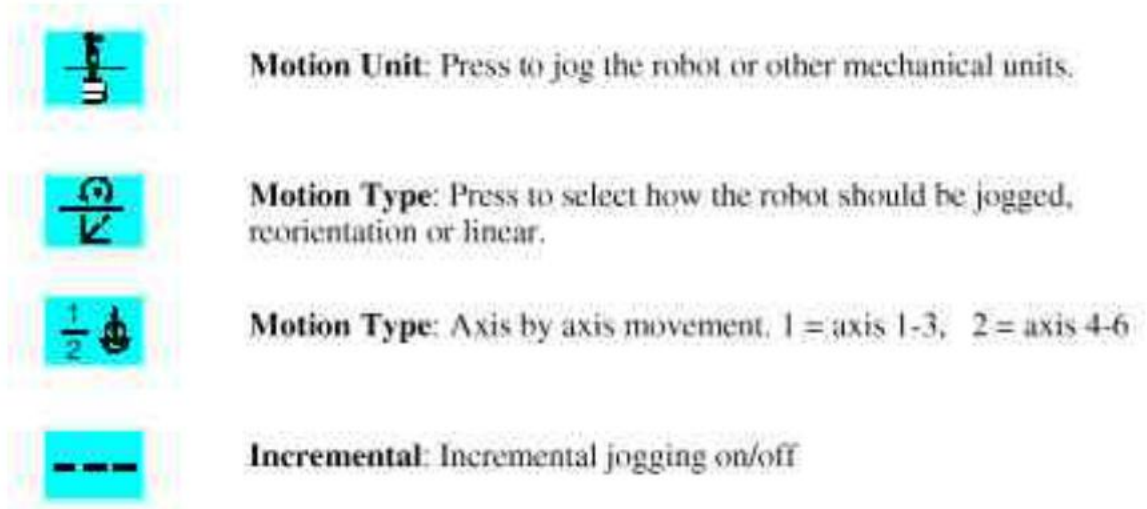 Motion Unit: Press to jog the robot or other mechanical units.
Motion Type: Press to select how the robot should be jogged,
reorientation or linear.
1
2
Motion Type: Axis by axis movement. 1 = axis 1-3, 2 = axis 4-6
Incremental: Incremental jogging on/off